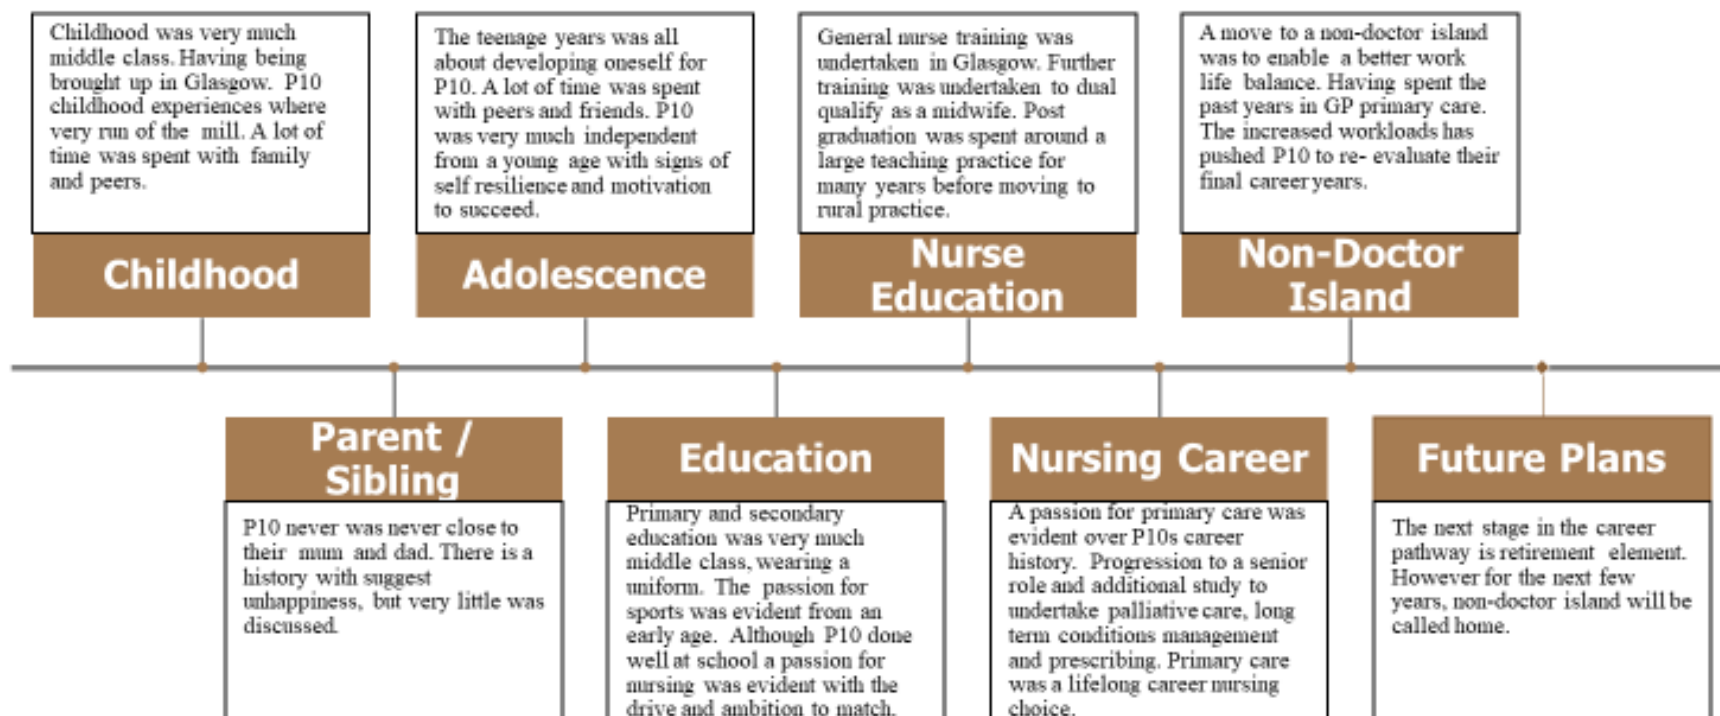 Childhood was very much
middle class. Having being
brought up in Glasgow. P10
childhood experiences where
very run of the mill. A lot of
time was spent with family
and peers.
Childhood
Parent /
Sibling
P10 never was never close to
their mum and dad. There is a
history with suggest
unhappiness, but very little was
discussed.
The teenage years was all
about developing oneself for
P10. A lot of time was spent
with peers and friends. P10
was very much independent
from a young age with signs of
self resilience and motivation
to succeed.
Adolescence
Education
Primary and secondary
education was very much
middle class, wearing a
uniform. The passion for
sports was evident from an
early age. Although P10 done
well at school a passion for
nursing was evident with the
drive and ambition to match.
General nurse training was
undertaken in Glasgow. Further
training was undertaken to dual
qualify as a midwife. Post
graduation was spent around a
large teaching practice for
many years before moving to
rural practice.
Nurse
Education
Nursing Career
A passion for primary care was
evident over P10s career
history. Progression to a senior
role and additional study to
undertake palliative care, long
term conditions management
and prescribing. Primary care
was a lifelong career nursing
choice.
A move to a non-doctor island
was to enable a better work
life balance. Having spent the
past years in GP primary care.
The increased workloads has
pushed P10 to re- evaluate their
final career years.
Non-Doctor
Island
Future Plans
The next stage in the career
pathway is retirement element.
However for the next few
years, non-doctor island will be
called home.